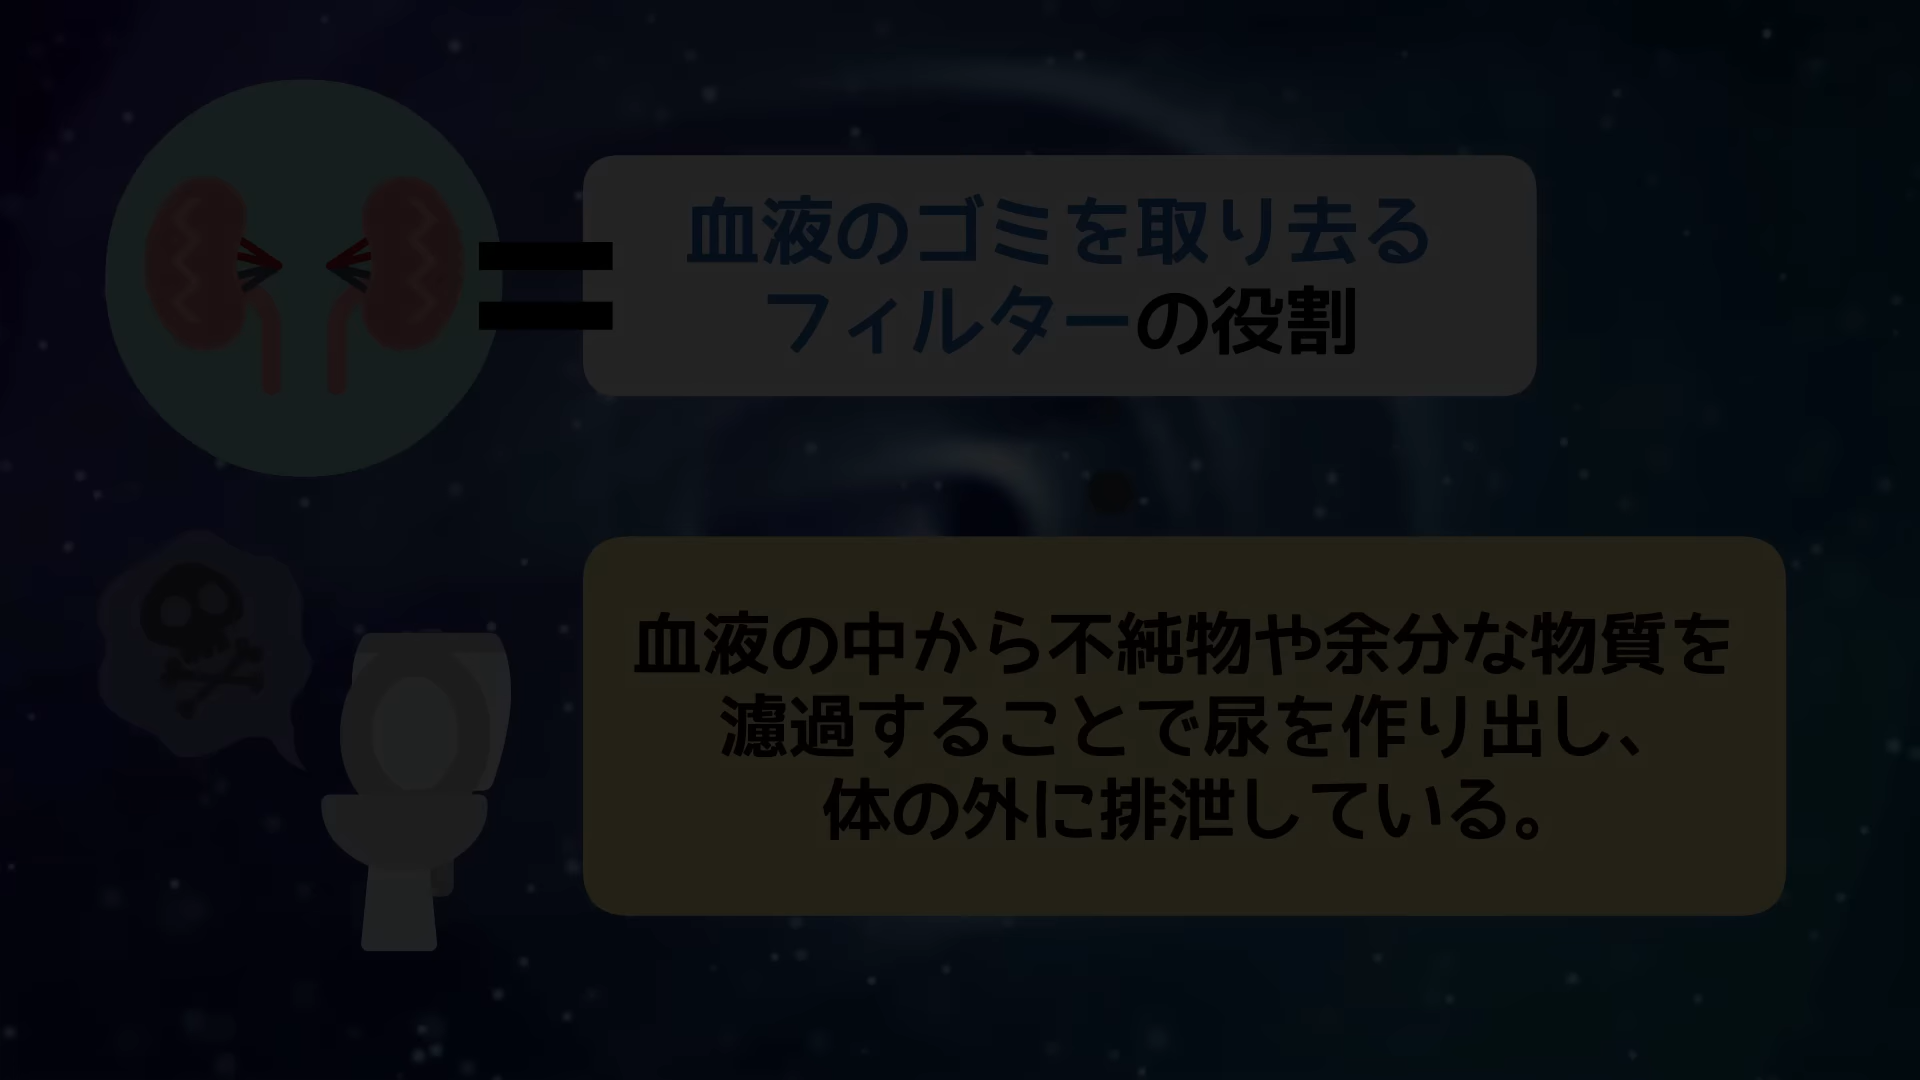 血液のゴミを取り去る
フィルターの役割
血液の中から不純物や余分な物質を
濾過することで尿を作り出し、
体の外に排泄している。